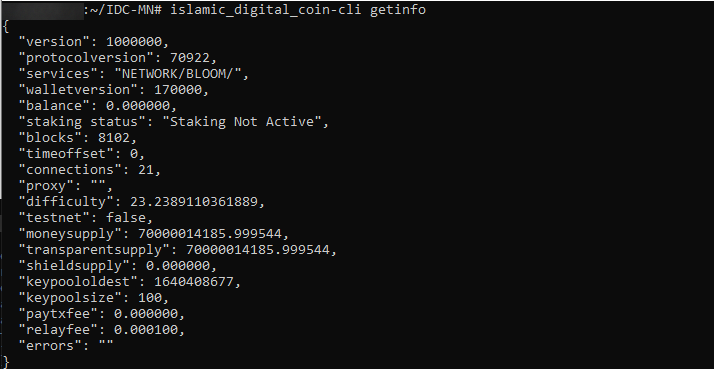 :~/IDC-MN# islamic_digital_coin-cli getinfo
{
  "version": 1000000,
  "protocolversion": 70922,
  "services": "NETWORK/BLOOM/",
  "walletversion": 170000,
  "balance": 0.000000,
  "staking status": "Staking Not Active",
  "blocks": 8102,
  "timeoffset": 0,
  "connections": 21,
  "proxy": "",
  "difficulty": 23.2389110361889,
  "testnet": false,
  "moneysupply": 70000014185.999544,
  "transparentsupply": 70000014185.999544,
  "shieldsupply": 0.000000,
  "keypoololdest": 1640408677,
  "keypoolsize": 100,
  "paytxfee": 0.000000,
  "relayfee": 0.000100,
  "errors": ""
}